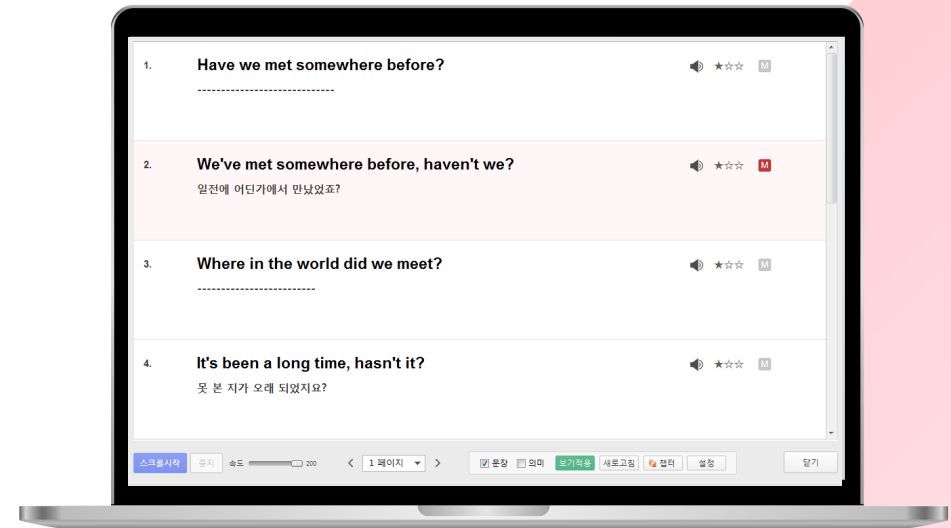 1. Have we met somewhere before? ★☆☆ M
-----------------------------
2. We've met somewhere before, haven't we? ★☆☆ M
일전에 어딘가에서 만났었죠?
3. Where in the world did we meet? ★☆☆ M
-------------------------
4. It's been a long time, hasn't it? ★☆☆ M
못 본 지가 오래 되었지요?
스크롤시작 중지 속도 200 < 1 페이지 > 문장 의미 보기적용 새로고침 챕터 설정 닫기